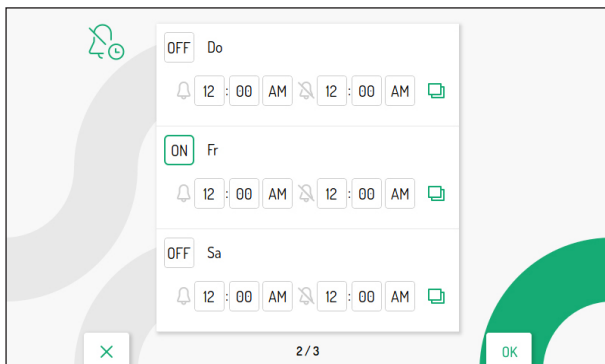 OFF Do
12 : 00 AM 12 : 00 AM
ON Fr
12 : 00 AM 12 : 00 AM
OFF Sa
12 : 00 AM 12 : 00 AM
2 / 3
OK